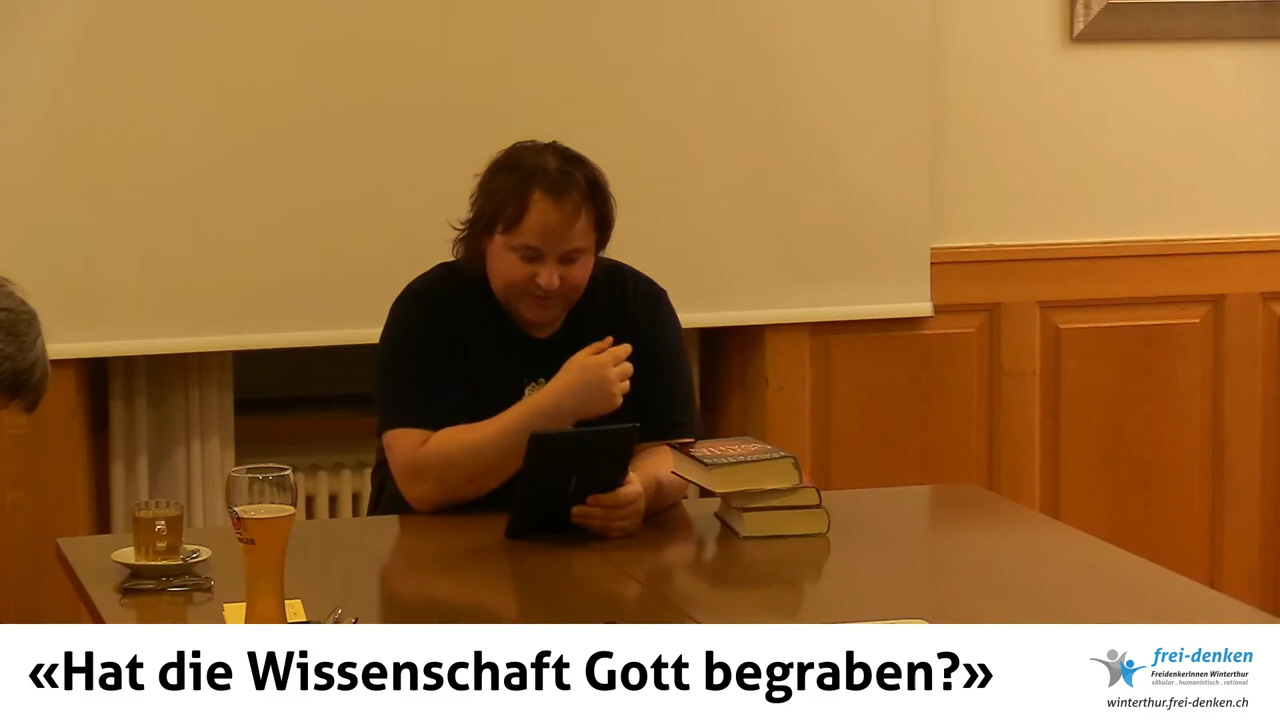 «Hat die Wissenschaft Gott begraben?»
frei-denken
FreidenkerInnen Winterthur
säkular . humanistisch . rational
winterthur.frei-denken.ch